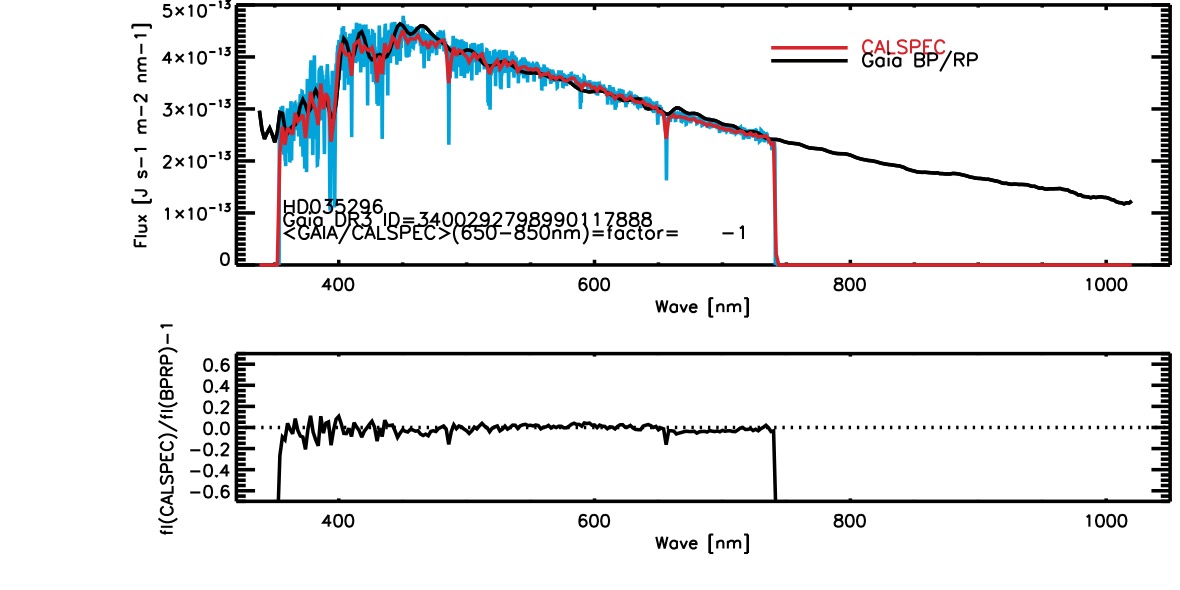 5×10−13
4×10−13
3×10−13
2×10−13
1×10−13
0
Flux [J s−1 m−2 nm−1]
CALSPEC
Gaia BP/RP
HD035296
Gaia DR3 ID=3400292798990117888
<GAIA/CALSPEC>(650−850nm)=factor= −1
400 600 800 1000
Wave [nm]
fl(CALSPEC)/fl(BPRP)−1
0.6
0.4
0.2
0.0
−0.2
−0.4
−0.6
400 600 800 1000
Wave [nm]